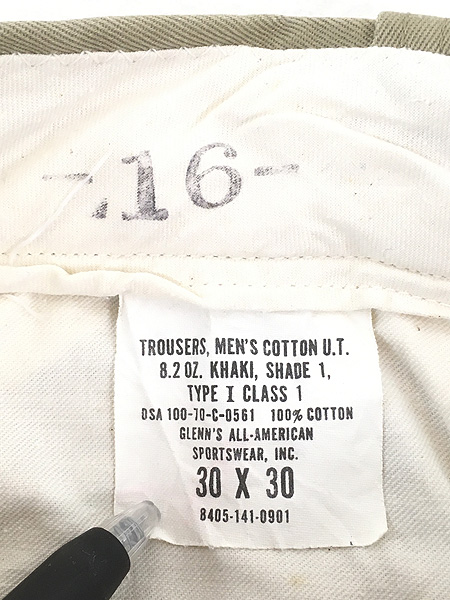 -.16-
TROUSERS, MEN'S COTTON U.T.
8.2 OZ. KHAKI, SHADE 1,
TYPE I CLASS 1
DSA 100-70-C-0561 100% COTTON
GLENN'S ALL-AMERICAN
SPORTSWEAR, INC.
30 X 30
8405-141-0901